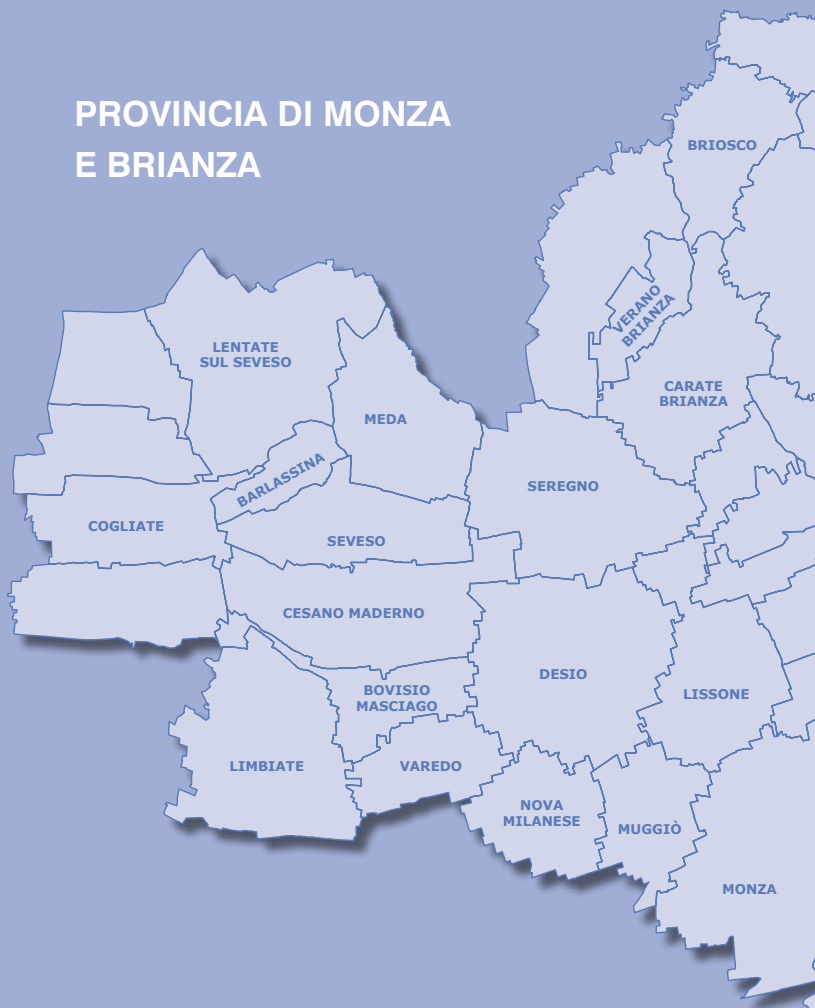 PROVINCIA DI MONZA
E BRIANZA
BRIOSCO
VERANO
BRIANZA
LENTATE
SUL SEVESO
CARATE
BRIANZA
MEDA
BARLASSINA
SEREGNO
COGLIATE
SEVESO
CESANO MADERNO
DESIO
BOVISIO
MASCIAGO
LISSONE
LIMBIATE
VAREDO
NOVA
MILANESE
MUGGIÒ
MONZA